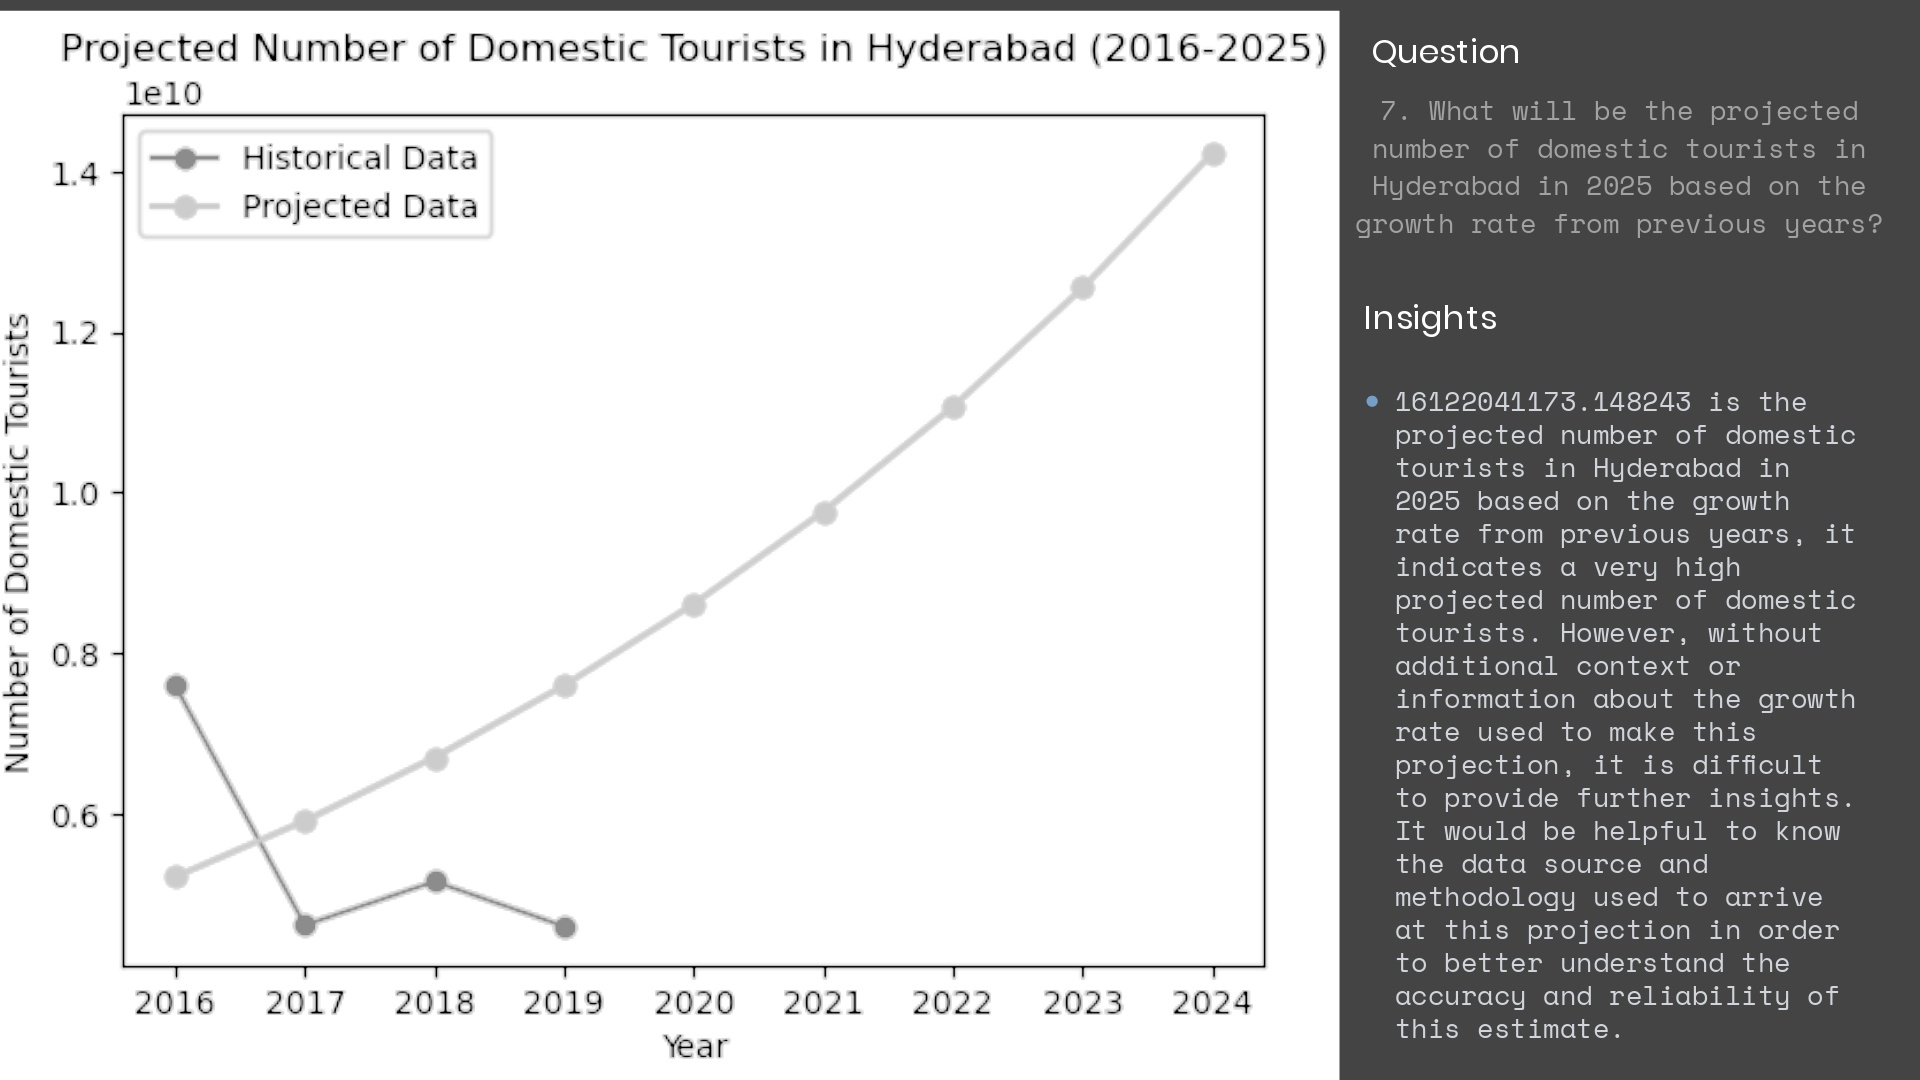 Projected Number of Domestic Tourists in Hyderabad (2016-2025)
1e10
Historical Data
Projected Data
1.4
1.2
1.0
0.8
0.6
Number of Domestic Tourists
2016 2017 2018 2019 2020 2021 2022 2023 2024
Year
Question
7. What will be the projected
number of domestic tourists in
Hyderabad in 2025 based on the
growth rate from previous years?
Insights
16122041173.148243 is the
projected number of domestic
tourists in Hyderabad in
2025 based on the growth
rate from previous years, it
indicates a very high
projected number of domestic
tourists. However, without
additional context or
information about the growth
rate used to make this
projection, it is difficult
to provide further insights.
It would be helpful to know
the data source and
methodology used to arrive
at this projection in order
to better understand the
accuracy and reliability of
this estimate.